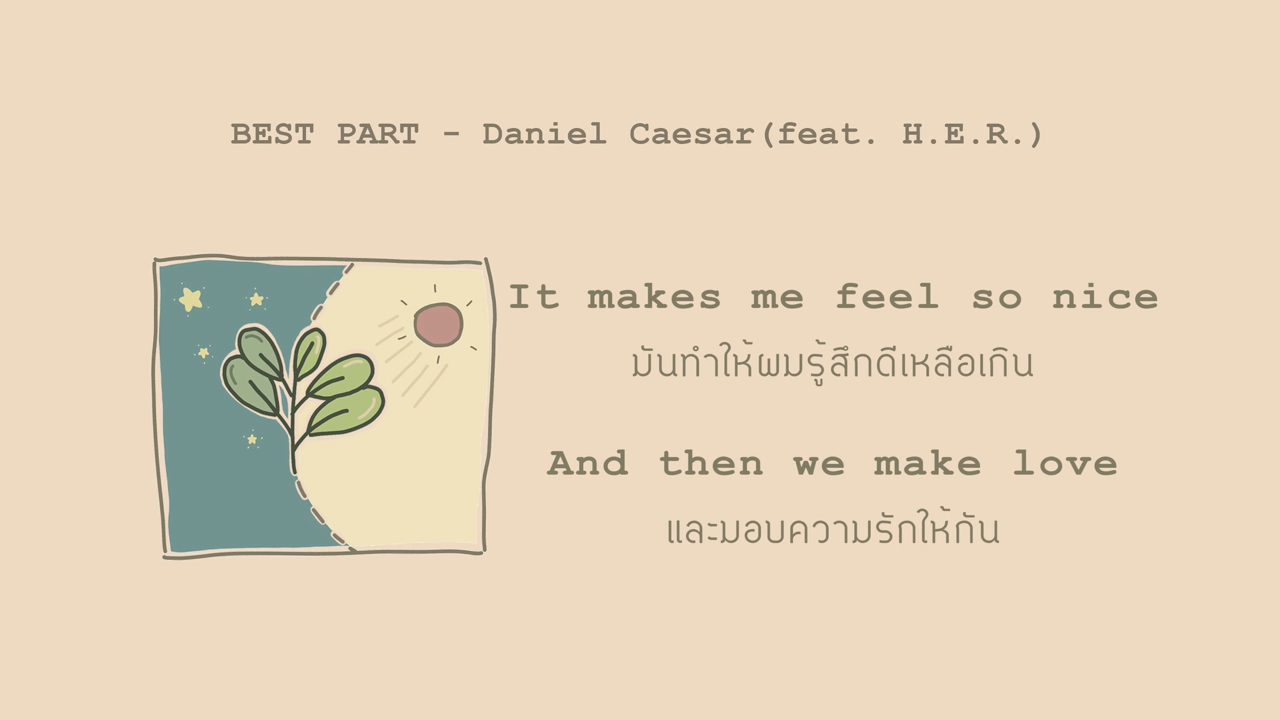 BEST PART - Daniel Caesar(feat. H.E.R.)
It makes me feel so nice
มันทำให้ผมรู้สึกดีเหลือเกิน
And then we make love
และมอบความรักให้กัน